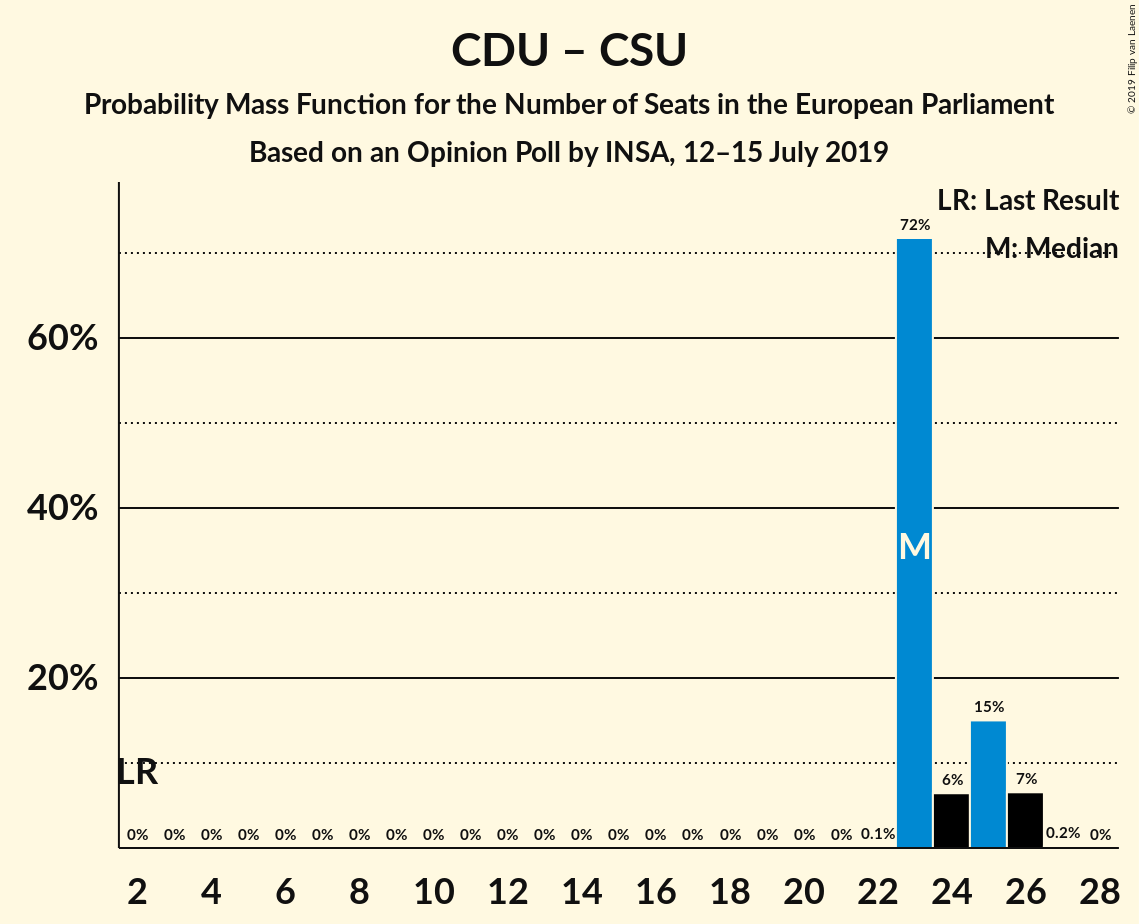 CDU – CSU
Probability Mass Function for the Number of Seats in the European Parliament
Based on an Opinion Poll by INSA, 12–15 July 2019
© 2019 Filip van Laenen
LR: Last Result
M: Median
72%
60%
40%
M
20%
15%
LR
6%
7%
0% 0% 0% 0% 0% 0% 0% 0% 0% 0% 0% 0% 0% 0% 0% 0% 0% 0% 0% 0% 0.1% 0.2% 0%
2 4 6 8 10 12 14 16 18 20 22 24 26 28